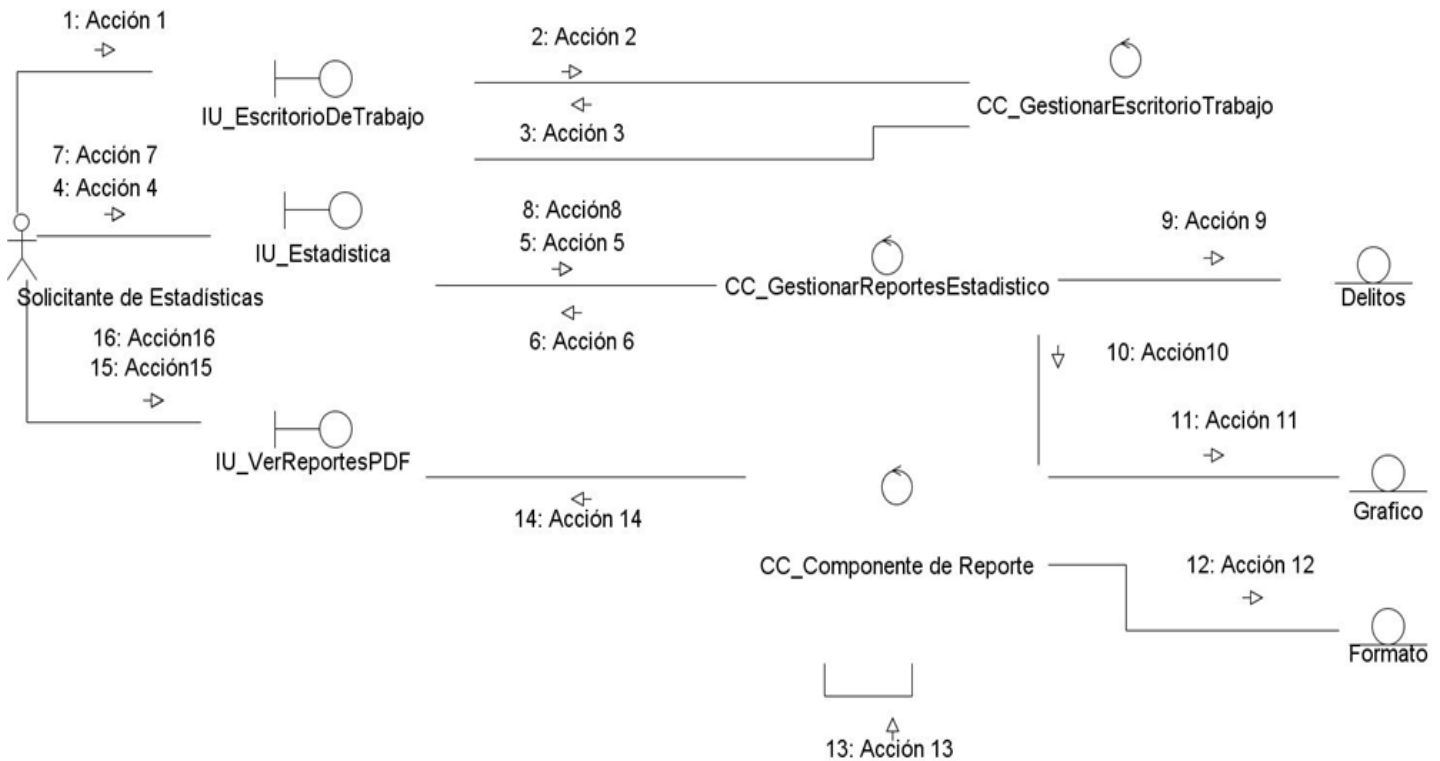 1: Acción 1
2: Acción 2
IU_EscritorioDeTrabajo
CC_GestionarEscritorioTrabajo
3: Acción 3
7: Acción 7
4: Acción 4
8: Acción8
5: Acción 5
9: Acción 9
IU_Estadistica
CC_GestionarReportesEstadistico
Solicitante de Estadísticas
Delitos
16: Acción16
15: Acción15
6: Acción 6
10: Acción10
11: Acción 11
IU_VerReportesPDF
14: Acción 14
Grafico
CC_Componente de Reporte
12: Acción 12
Formato
13: Acción 13